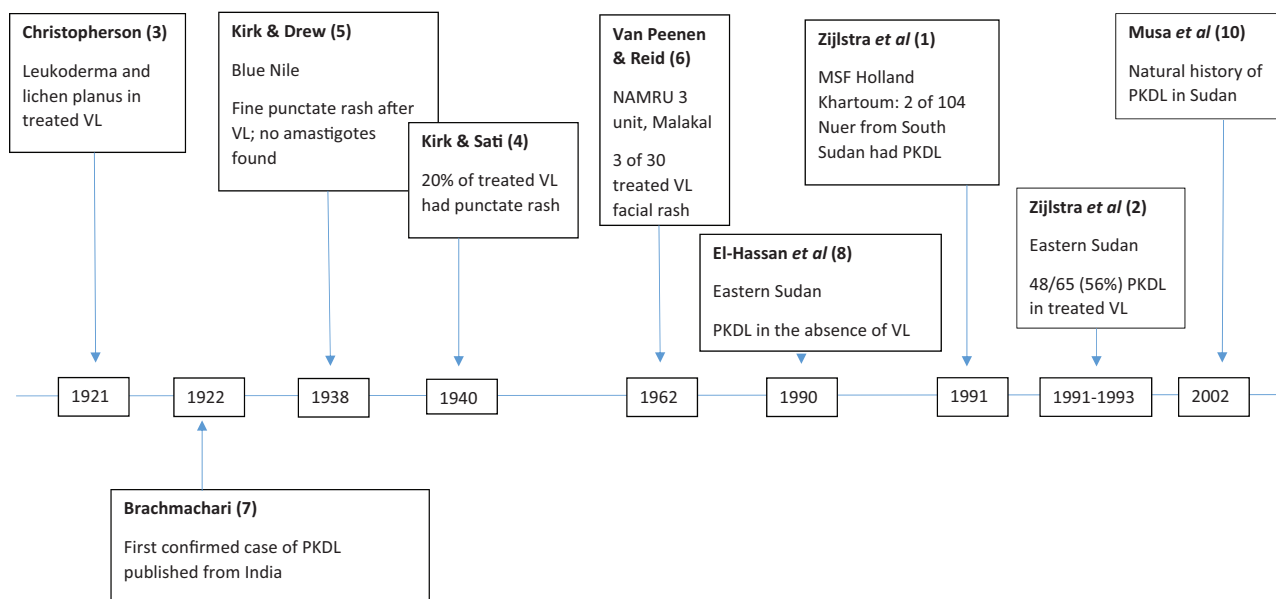 Christopherson (3)
Leukoderma and
lichen planus in
treated VL
Kirk & Drew (5)
Blue Nile
Fine punctate rash after
VL; no amastigotes
found
Kirk & Sati (4)
20% of treated VL
had punctate rash
Van Peenen
& Reid (6)
NAMRU 3
unit, Malakal
3 of 30
treated VL
facial rash
El-Hassan et al (8)
Eastern Sudan
PKDL in the absence of VL
Zijlstra et al (1)
MSF Holland
Khartoum: 2 of 104
Nuer from South
Sudan had PKDL
Zijlstra et al (2)
Eastern Sudan
48/65 (56%) PKDL
in treated VL
Musa et al (10)
Natural history of
PKDL in Sudan
1921
1922
1938
1940
1962
1990
1991
1991-1993
2002
Brachmachari (7)
First confirmed case of PKDL
published from India